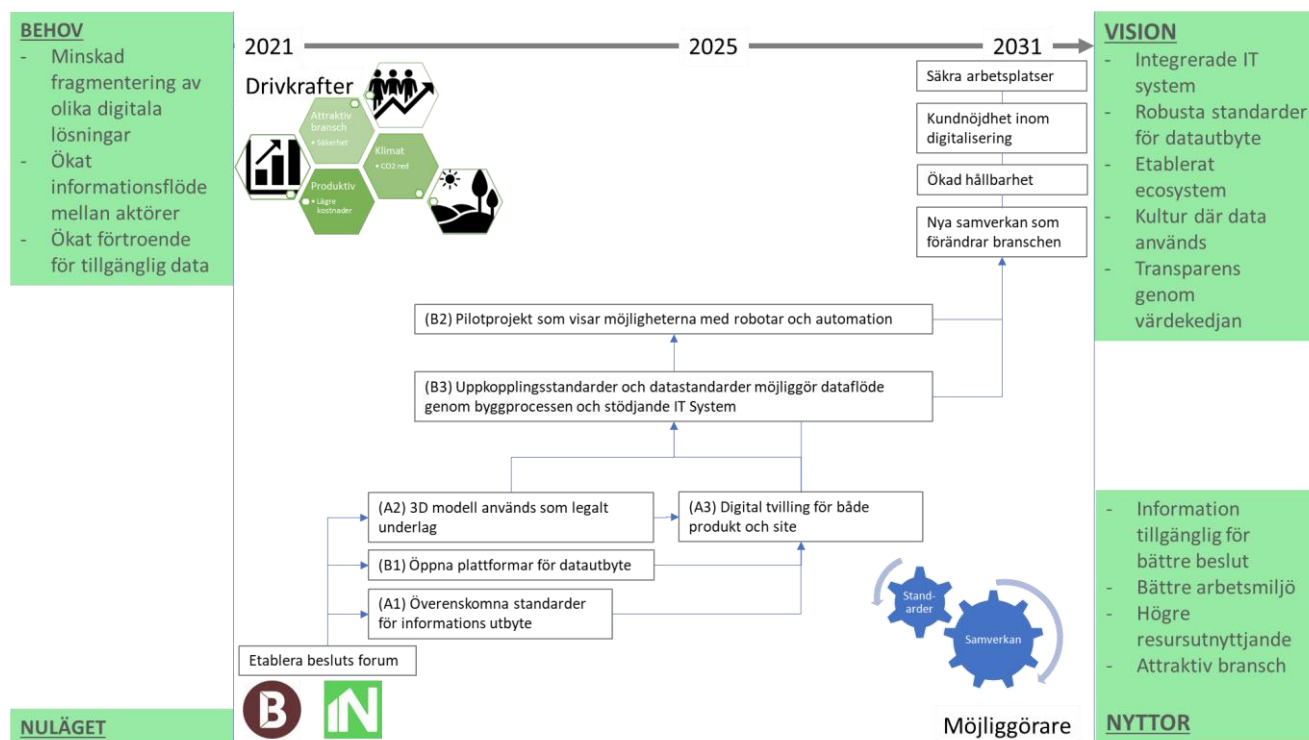 BEHOV
- Minskad
fragmentering av
olika digitala
lösningar
- Ökat
informationsflöde
mellan aktörer
- Ökat förtroende
för tillgänglig data
NULÄGET
2021
2025
2031
Drivkrafter
Attraktiv
bransch
• Säkerhet
Klimat
• CO2 red
Produktiv
• Lägre
kostnader
Säkra arbetsplatser
Kundnöjdhet inom
digitalisering
Ökad hållbarhet
Nya samverkan som
förändrar branschen
(B2) Pilotprojekt som visar möjligheterna med robotar och automation
(B3) Uppkopplingsstandarder och datastandarder möjliggör dataflöde
genom byggprocessen och stödjande IT System
(A2) 3D modell används som legalt
underlag
(A3) Digital tvilling för både
produkt och site
(B1) Öppna plattformar för datautbyte
(A1) Överenskomna standarder
för informations utbyte
Etablera besluts forum
B
IN
Stand-
arder
Samverkan
Möjliggörare
VISION
- Integrerade IT
system
- Robusta standarder
för datautbyte
- Etablerat
ecosystem
- Kultur där data
används
- Transparens
genom
värdekedjan
- Information
tillgänglig för
bättre beslut
- Bättre arbetsmiljö
- Högre
resursutnyttjande
- Attraktiv bransch
NYTTOR